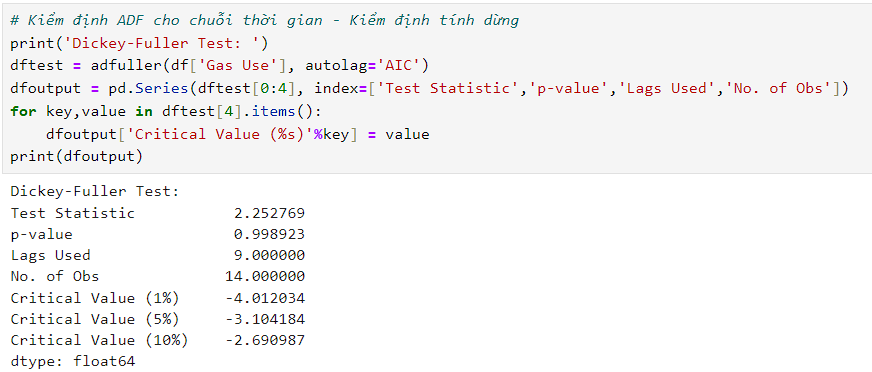 # Kiểm định ADF cho chuỗi thời gian - Kiểm định tính dừng
print('Dickey-Fuller Test: ')
dftest = adfuller(df['Gas Use'], autolag='AIC')
dfoutput = pd.Series(dftest[0:4], index=['Test Statistic','p-value','Lags Used','No. of Obs'])
for key,value in dftest[4].items():
    dfoutput['Critical Value (%s)'%key] = value
print(dfoutput)
Dickey-Fuller Test:
Test Statistic           2.252769
p-value                  0.998923
Lags Used                9.000000
No. of Obs              14.000000
Critical Value (1%)     -4.012034
Critical Value (5%)     -3.104184
Critical Value (10%)    -2.690987
dtype: float64